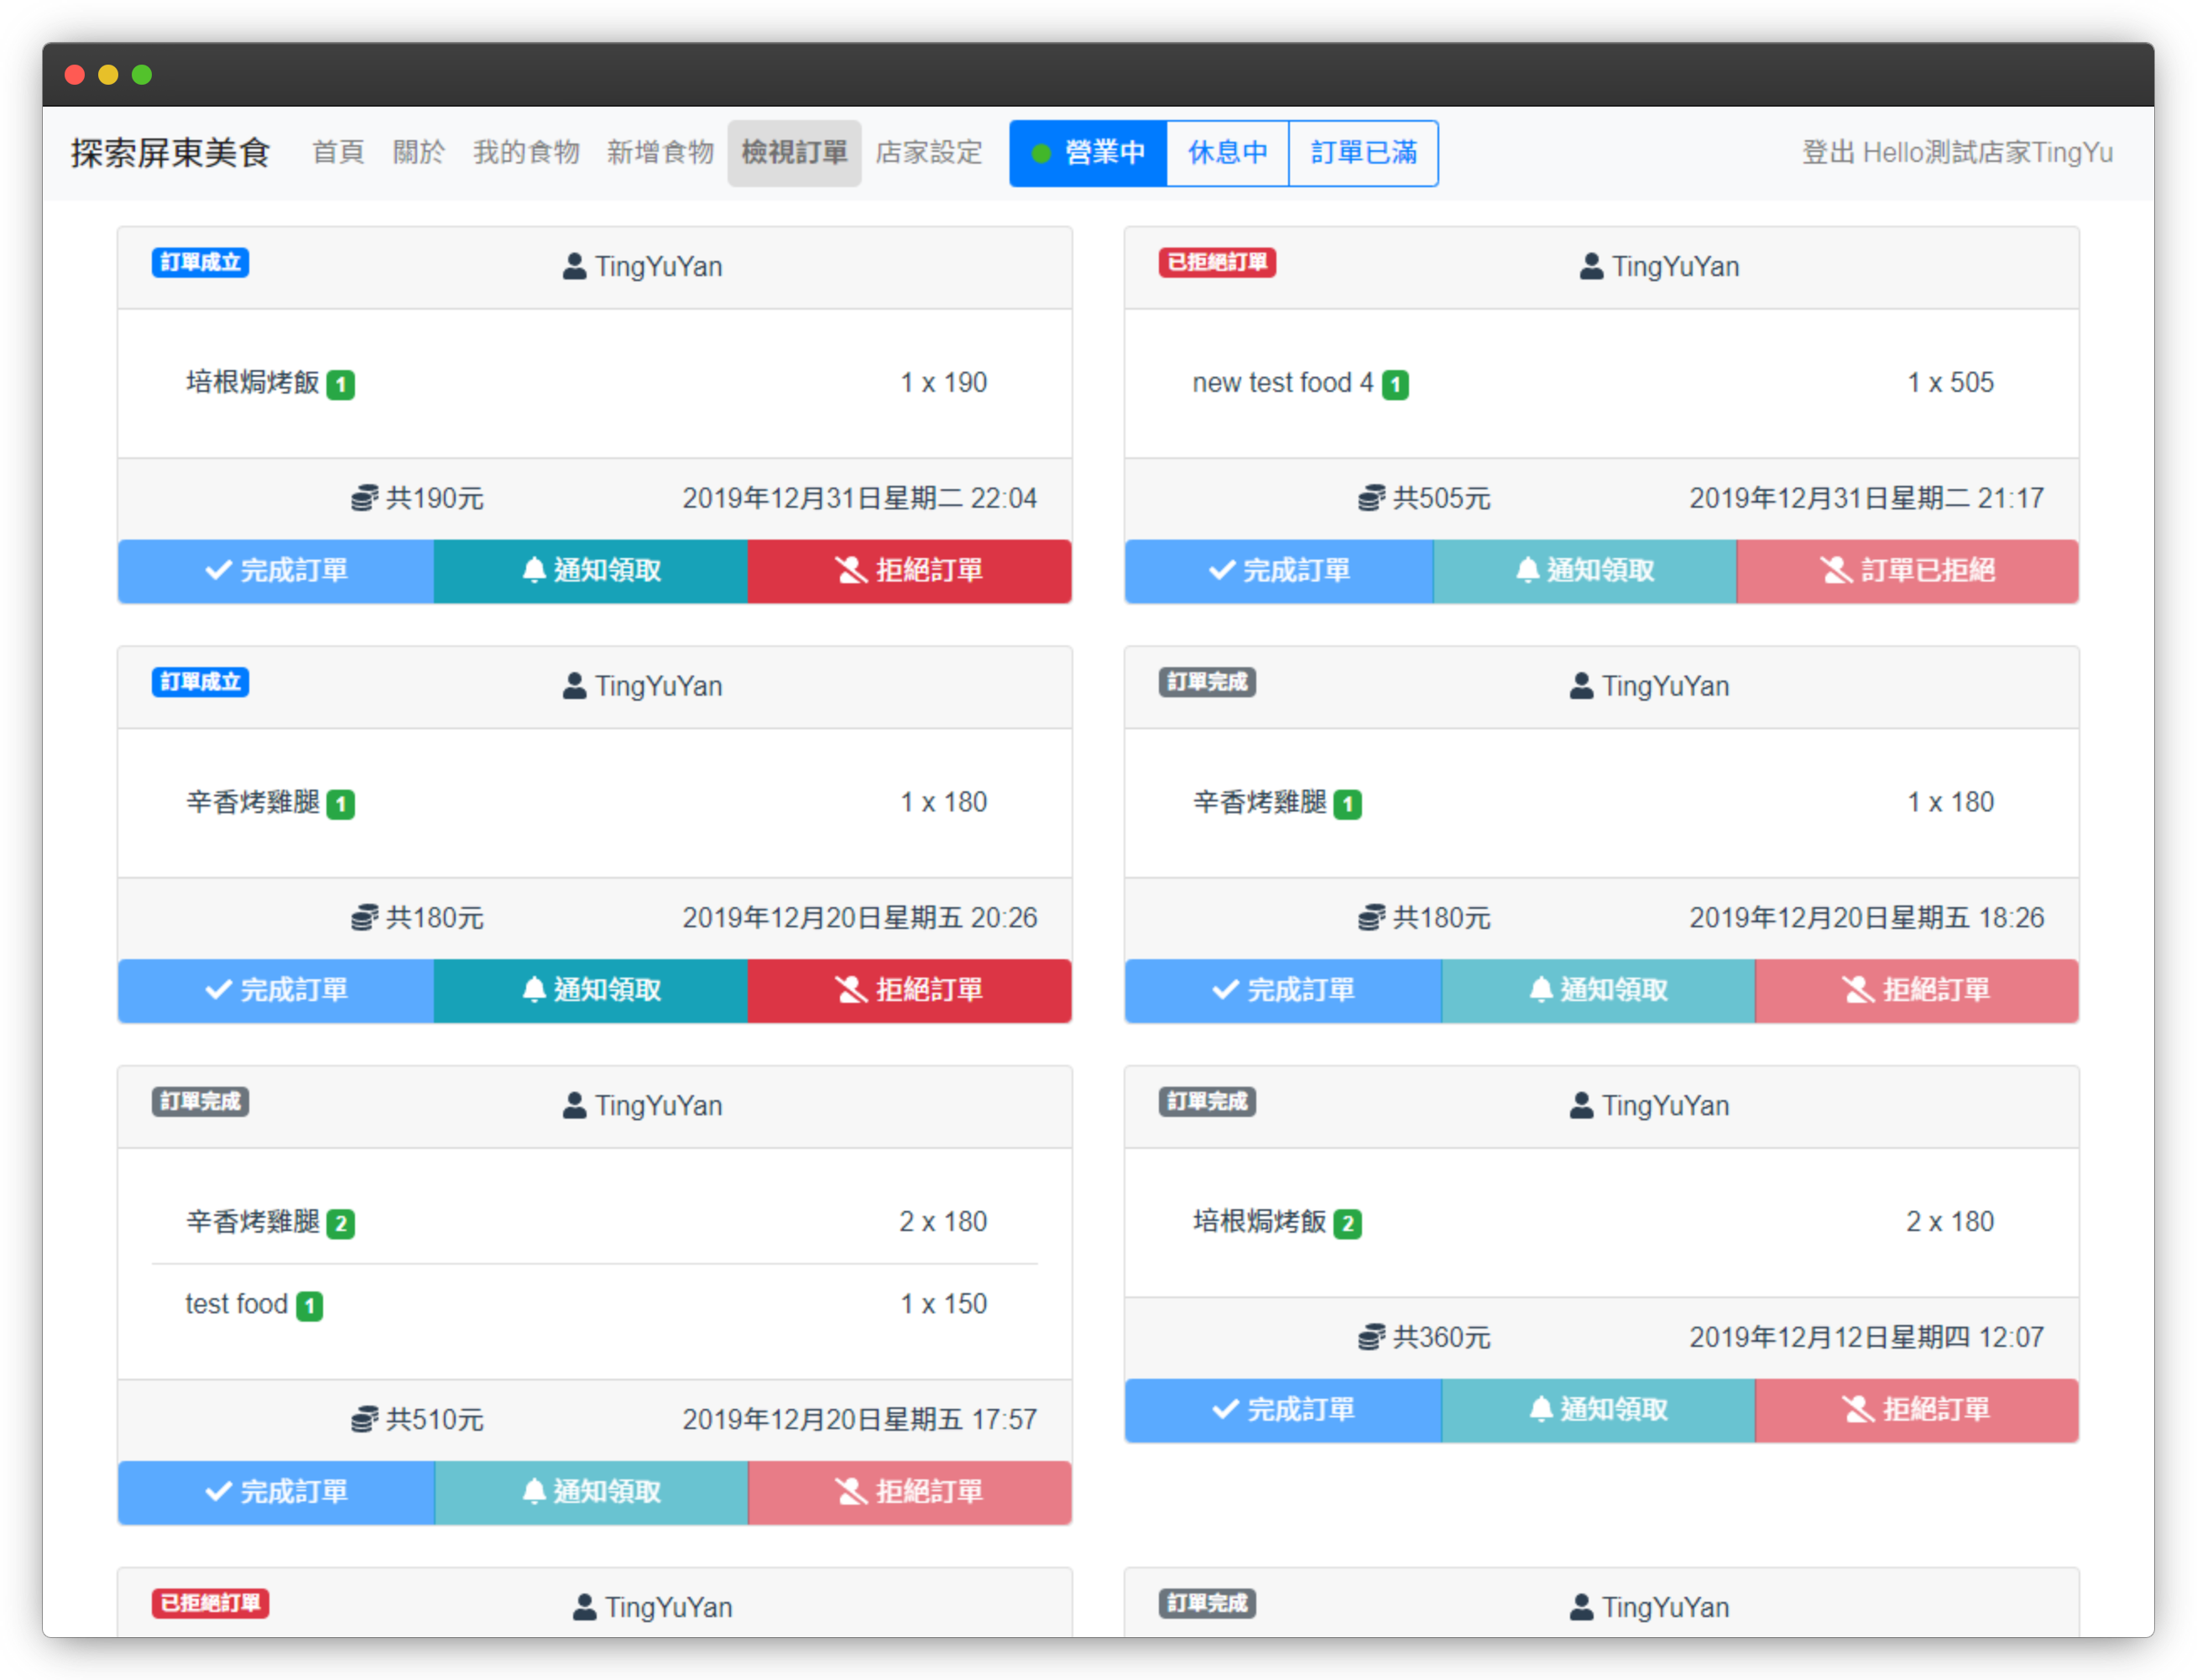 探索屏東美食 首頁 關於 我的食物 新增食物 檢視訂單 店家設定 營業中 休息中 訂單已滿 登出 Hello測試店家TingYu
訂單成立 TingYuYan
培根焗烤飯 1 1 x 190
共190元 2019年12月31日星期二 22:04
完成訂單 通知領取 拒絕訂單
已拒絕訂單 TingYuYan
new test food 4 1 1 x 505
共505元 2019年12月31日星期二 21:17
完成訂單 通知領取 訂單已拒絕
訂單成立 TingYuYan
辛香烤雞腿 1 1 x 180
共180元 2019年12月20日星期五 20:26
完成訂單 通知領取 拒絕訂單
訂單完成 TingYuYan
辛香烤雞腿 1 1 x 180
共180元 2019年12月20日星期五 18:26
完成訂單 通知領取 拒絕訂單
訂單完成 TingYuYan
辛香烤雞腿 2 2 x 180
test food 1 1 x 150
共510元 2019年12月20日星期五 17:57
完成訂單 通知領取 拒絕訂單
訂單完成 TingYuYan
培根焗烤飯 2 2 x 180
共360元 2019年12月12日星期四 12:07
完成訂單 通知領取 拒絕訂單
已拒絕訂單 TingYuYan
訂單完成 TingYuYan